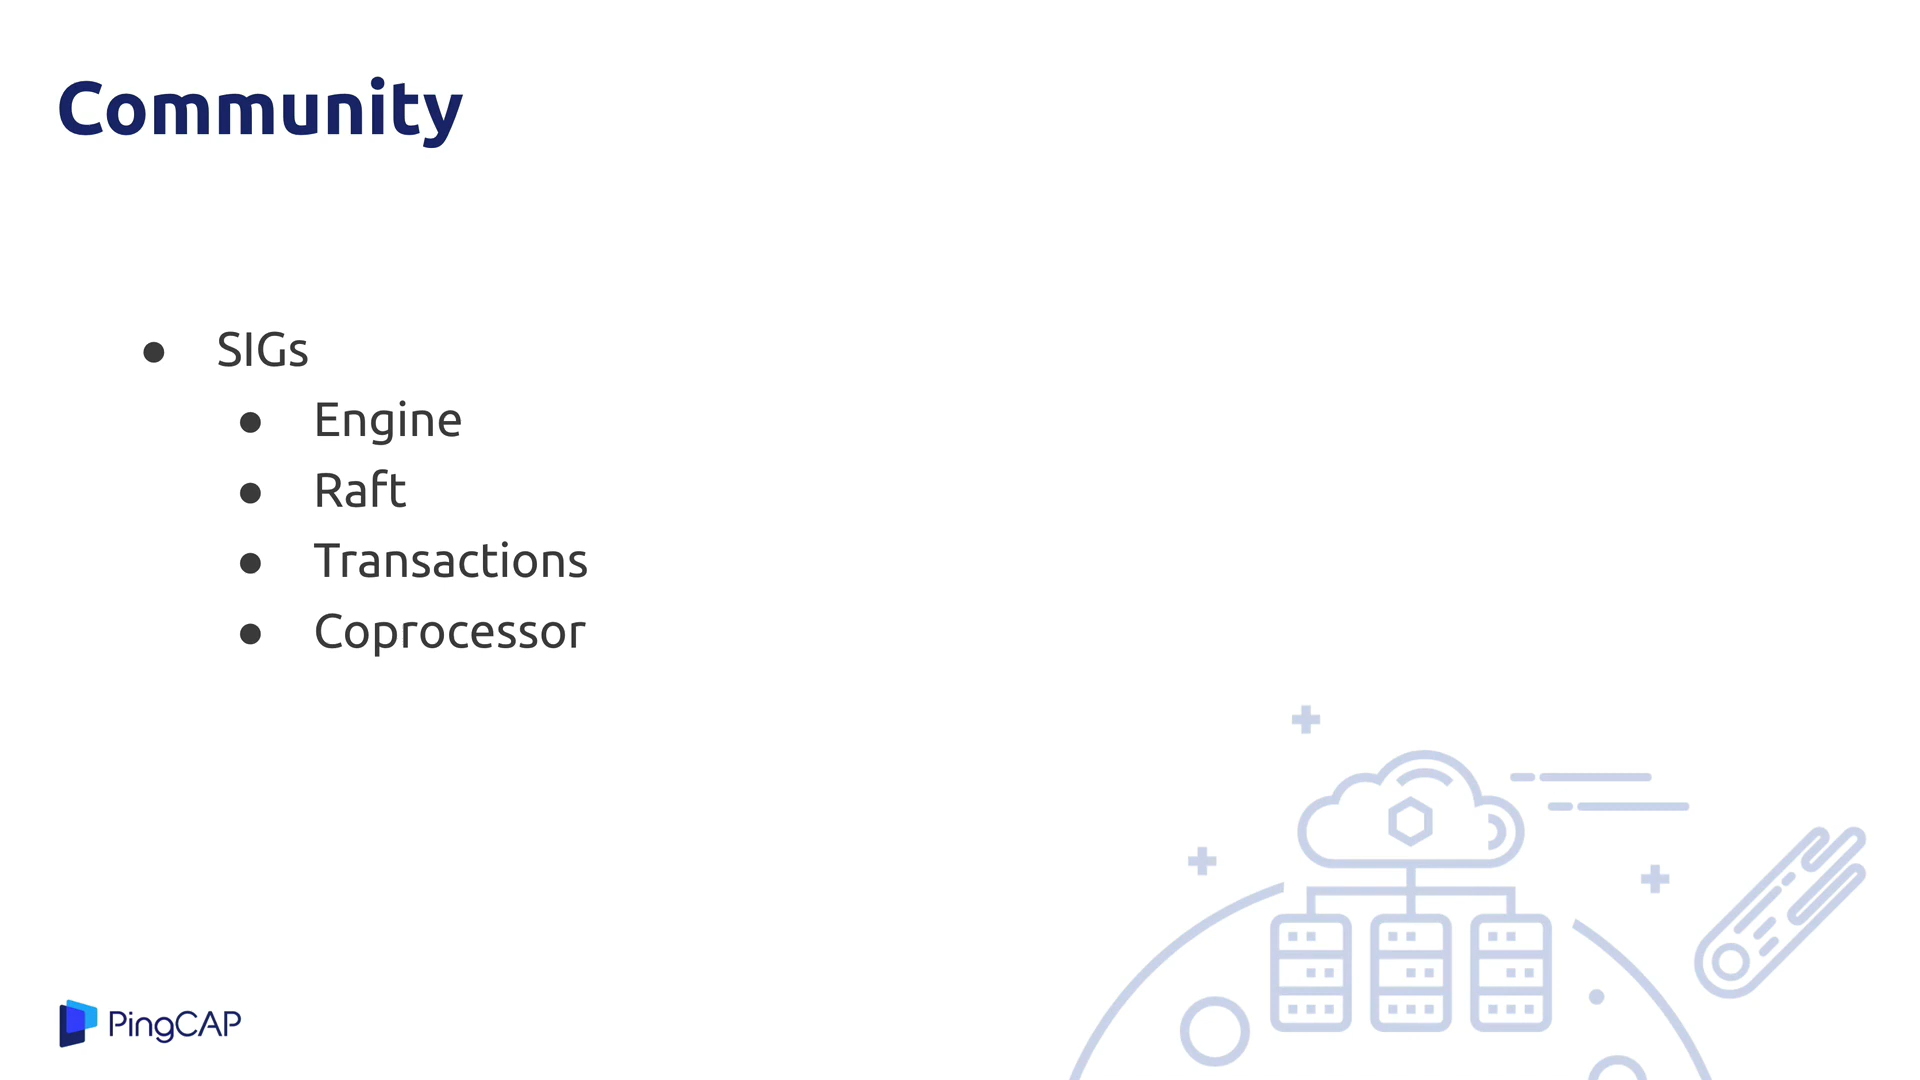 Community
● SIGs
● Engine
● Raft
● Transactions
● Coprocessor
PingCAP